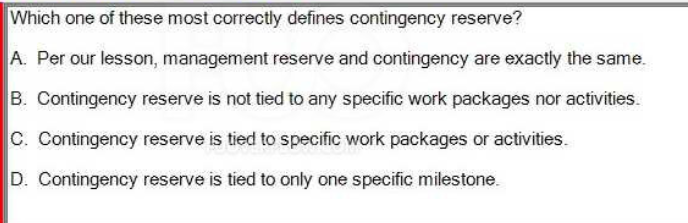 Which one of these most correctly defines contingency reserve?
A. Per our lesson, management reserve and contingency are exactly the same.
B. Contingency reserve is not tied to any specific work packages nor activities.
C. Contingency reserve is tied to specific work packages or activities.
D. Contingency reserve is tied to only one specific milestone.